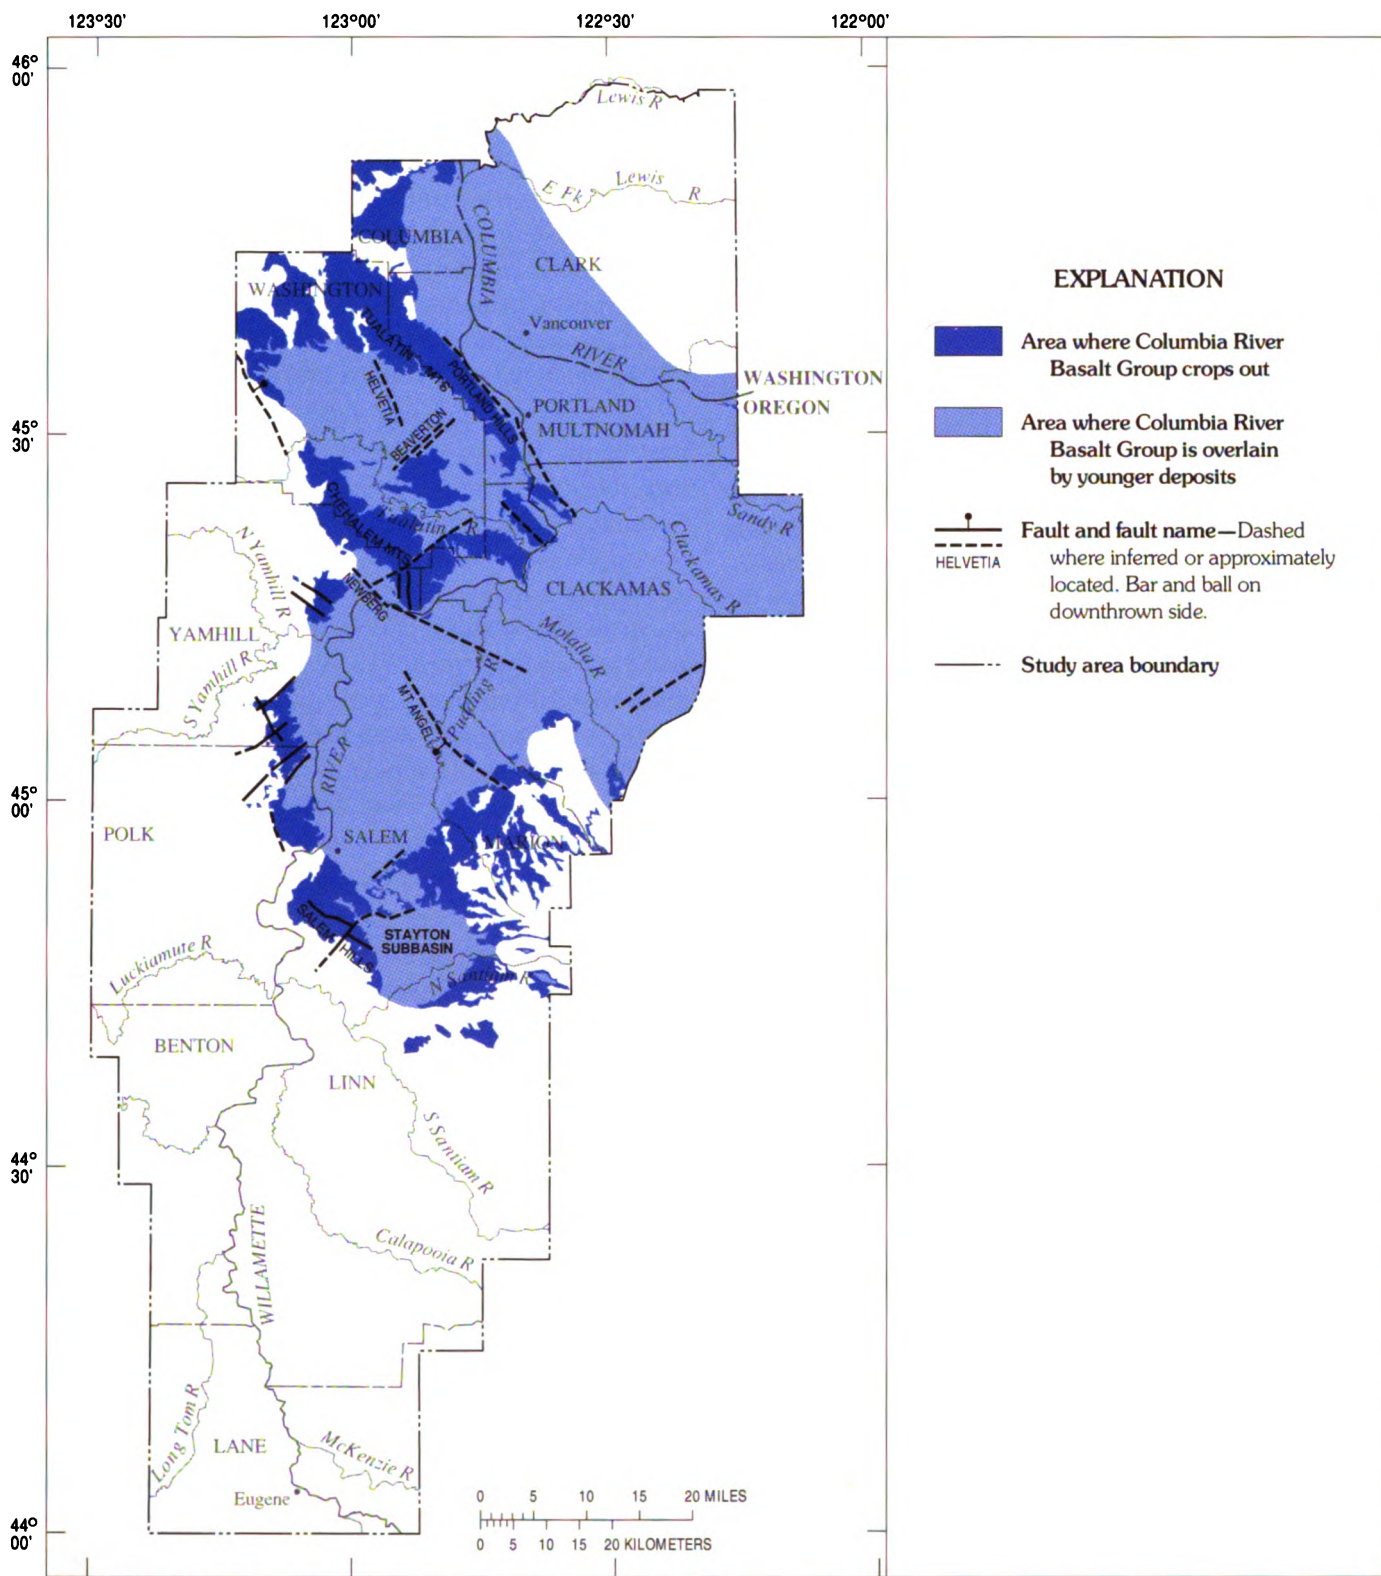 123°30' 123°00' 122°30' 122°00'
46°
00'
Lewis R
E Fk Lewis R
COLUMBIA
COLUMBIA
CLARK
WASHINGTON
Vancouver
RIVER
TUALATIN MTS
PORTLAND HILLS
HELVETIA
WASHINGTON
OREGON
PORTLAND
MULTNOMAH
BEAVERTON
45°
30'
CHEHALEM MTS
Tualatin R
Sandy R
Clackamas R
N Yamhill R
NEWBERG
CLACKAMAS
YAMHILL
Molalla R
S Yamhill R
MT ANGEL
Pudding R
RIVER
45°
00'
POLK
SALEM
MARION
SALEM HILLS
STAYTON
SUBBASIN
Luckiamute R
N Santiam R
BENTON
LINN
S Santiam R
44°
30'
WILLAMETTE
Calapooia R
Long Tom R
LANE
McKenzie R
Eugene
44°
00'
0 5 10 15 20 MILES
0 5 10 15 20 KILOMETERS
EXPLANATION
Area where Columbia River
Basalt Group crops out
Area where Columbia River
Basalt Group is overlain
by younger deposits
HELVETIA
Fault and fault name—Dashed
where inferred or approximately
located. Bar and ball on
downthrown side.
Study area boundary